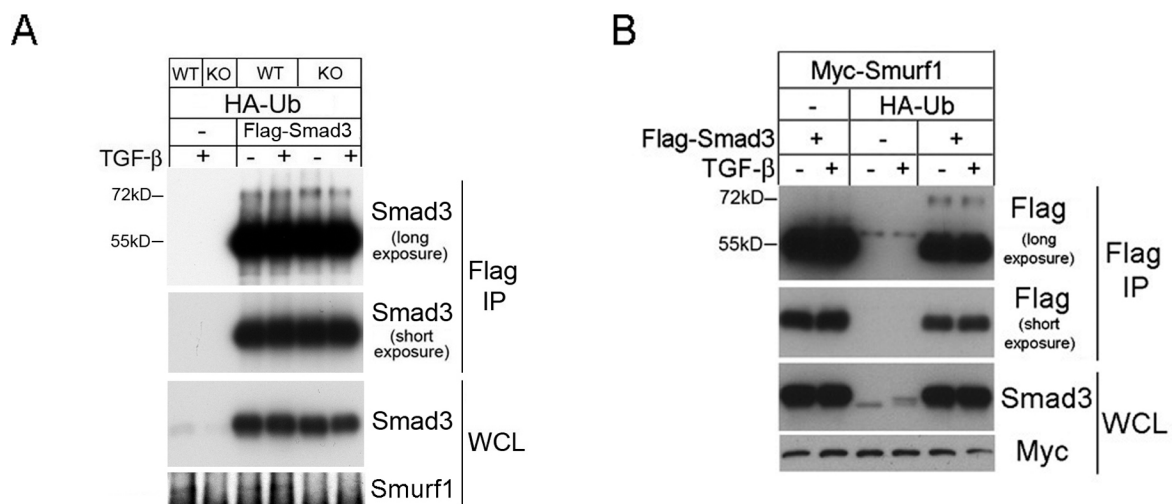 A
WT KO WT KO
HA-Ub
- Flag-Smad3
TGF-β + - + - +
72kD
55kD
Smad3
(long
exposure)
Smad3
(short
exposure)
Flag
IP
Smad3
Smurf1
WCL
B
Myc-Smurf1
- HA-Ub
Flag-Smad3 + - +
TGF-β - + - + - +
72kD
55kD
Flag
(long
exposure)
Flag
(short
exposure)
Flag
IP
Smad3
Myc
WCL